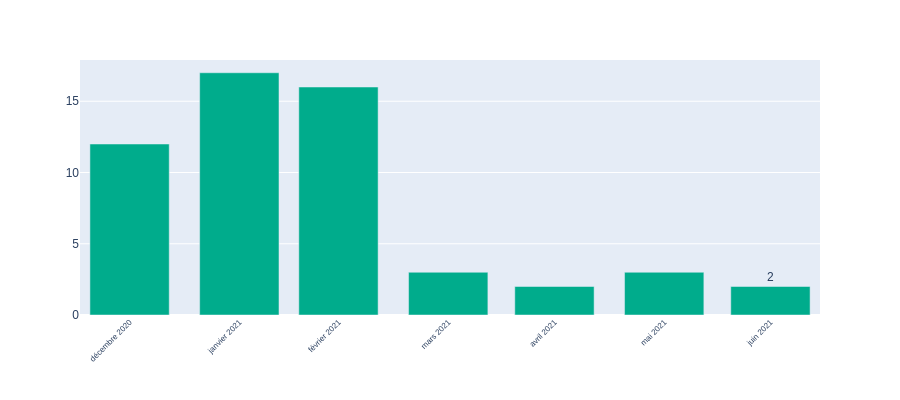 15
10
5
0
2
décembre 2020
janvier 2021
février 2021
mars 2021
avril 2021
mai 2021
juin 2021